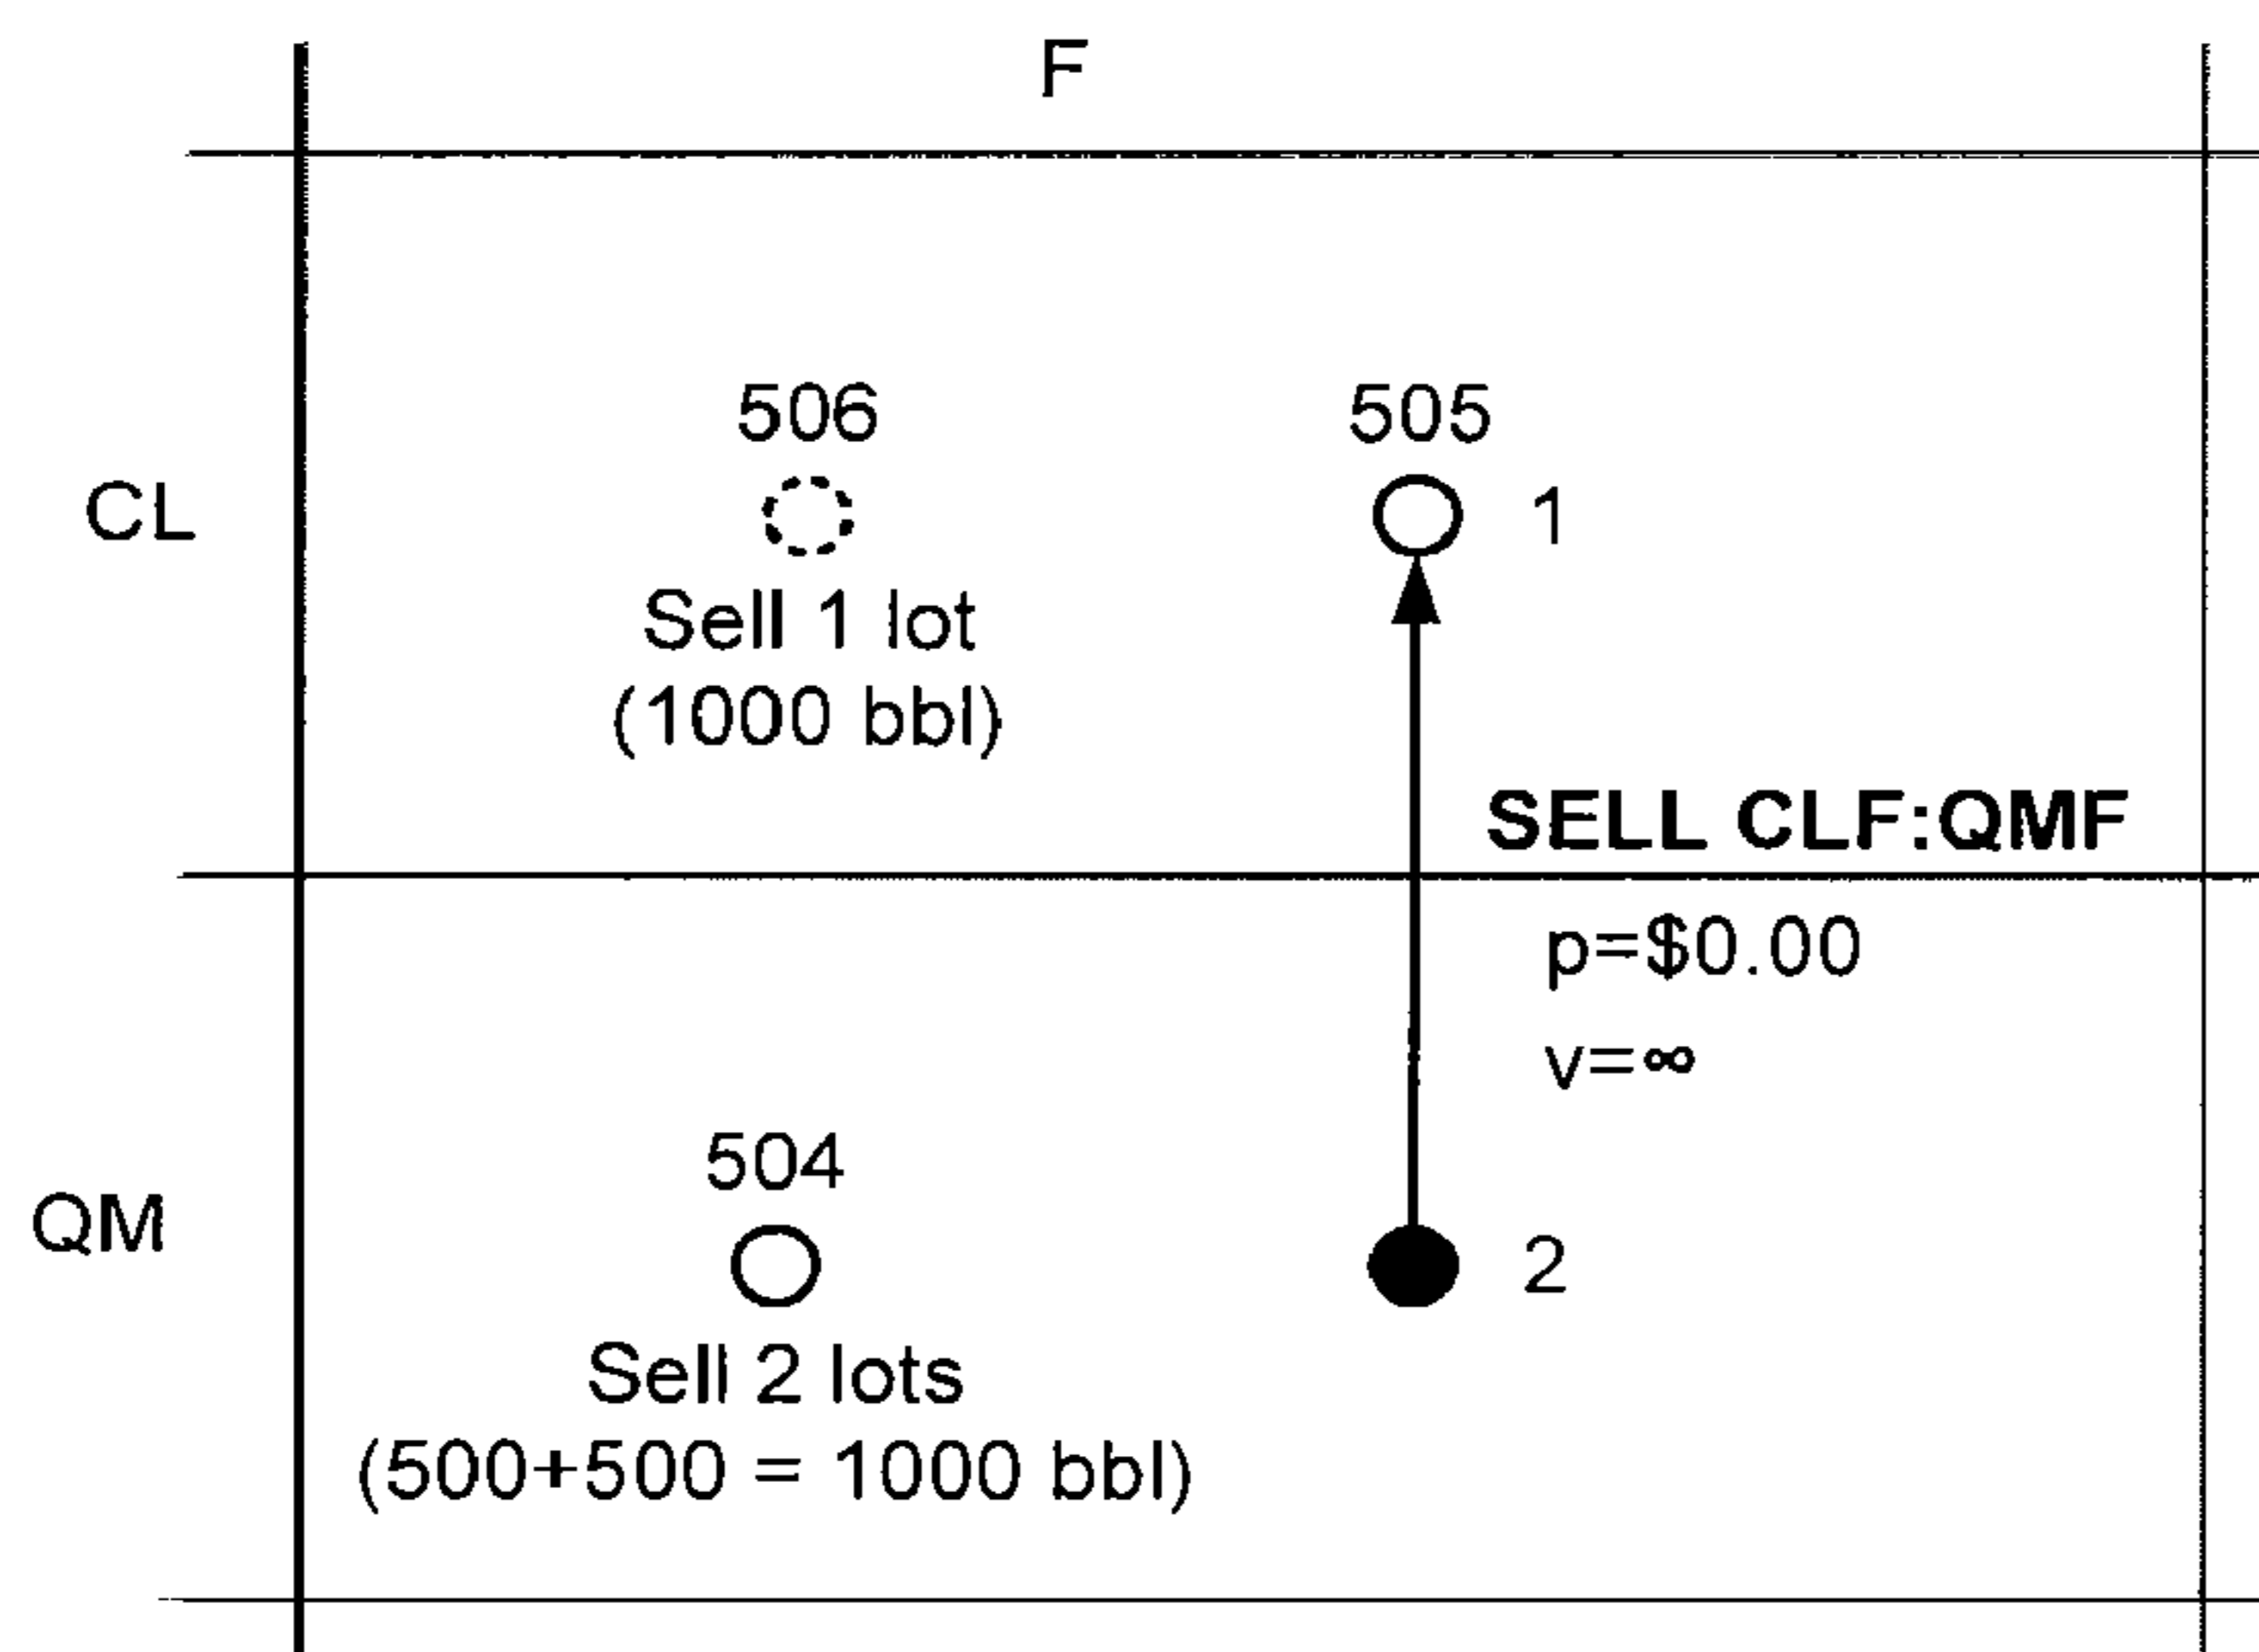 F
506 505
CL 1
Sell 1 lot
(1000 bbl)
SELL CLF:QMF
p=$0.00
v=∞
504
QM 2
Sell 2 lots
(500+500 = 1000 bbl)